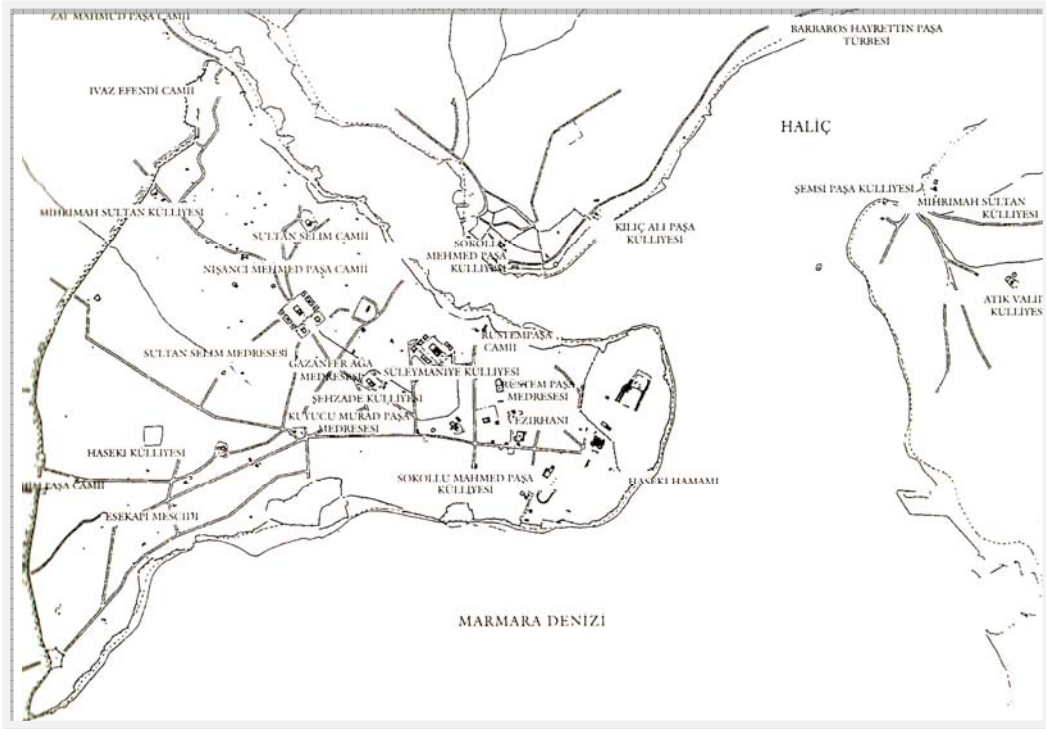 ZAL MAHMUD PAŞA CAMİİ
BARBAROS HAYRETTİN PAŞA
TÜRBESİ
IVAZ EFENDİ CAMİİ
HALİÇ
ŞEMSİ PAŞA KÜLLİYESİ
MİHRİMAH SULTAN
KÜLLİYESİ
MİHRİMAH SULTAN KÜLLİYESİ
SULTAN SELİM CAMİİ
KILIÇ ALİ PAŞA
KÜLLİYESİ
SOKOLLU
MEHMED PAŞA
KÜLLİYESİ
NİŞANCI MEHMED PAŞA CAMİİ
ATİK VALİ
KÜLLİYES
RÜSTEMPAŞA
CAMİİ
SULTAN SELİM MEDRESESİ
GAZANFER AĞA
MEDRESESİ
SÜLEYMANİYE KÜLLİYESİ
RÜSTEM PAŞA
MEDRESESİ
ŞEHZADE KÜLLİYESİ
KUYUCU MURAD PAŞA
MEDRESESİ
VEZİRHANI
HASEKİ KÜLLİYESİ
SOKOLLU MAHMED PAŞA
KÜLLİYESİ
HASEKİ HAMAMI
PAŞA CAMİİ
ESEKAPI MESCİDİ
MARMARA DENİZİ